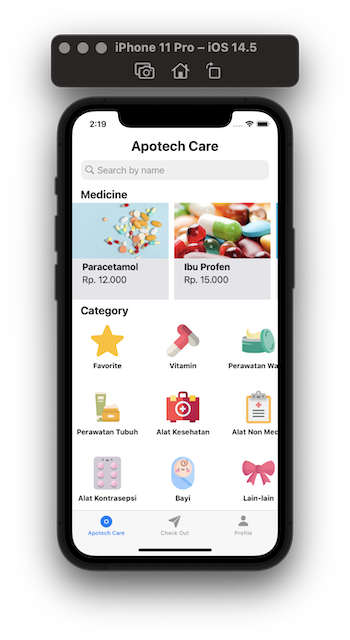 iPhone 11 Pro – iOS 14.5
2:19
Apotech Care
Search by name
Medicine
Paracetamol
Rp. 12.000
Ibu Profen
Rp. 15.000
Category
Favorite
Vitamin
Perawatan Wa
Perawatan Tubuh
Alat Kesehatan
Alat Non Med
Alat Kontrasepsi
Bayi
Lain-lain
Apotech Care
Check Out
Profile